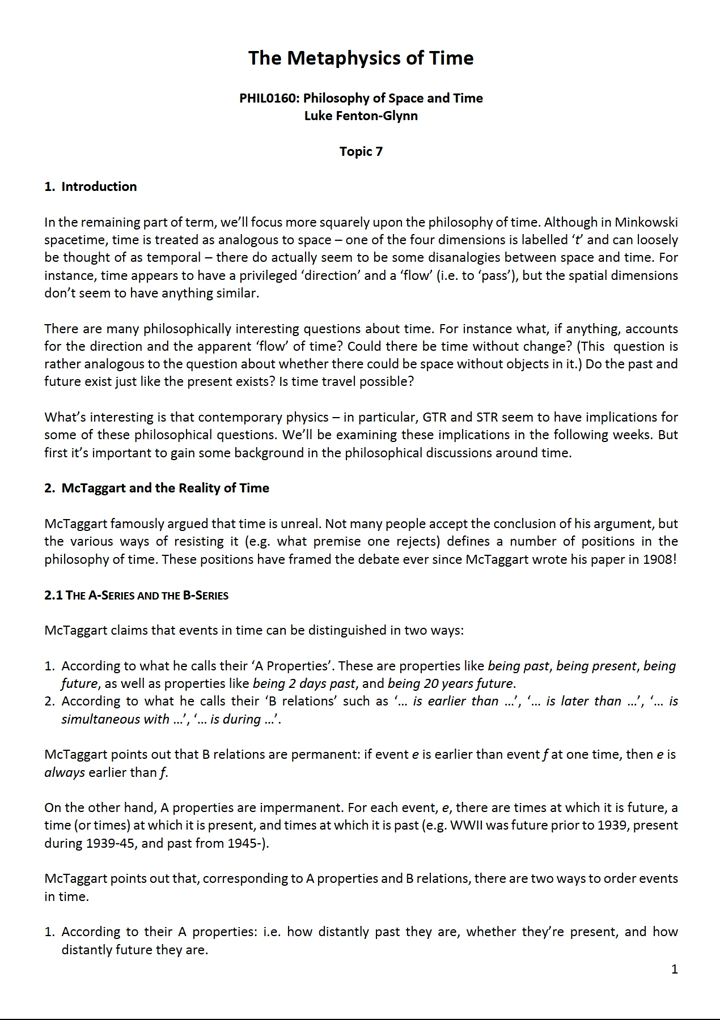 The Metaphysics of Time
PHIL0160: Philosophy of Space and Time
Luke Fenton-Glynn
Topic 7
1. Introduction
In the remaining part of term, we’ll focus more squarely upon the philosophy of time. Although in Minkowski
spacetime, time is treated as analogous to space – one of the four dimensions is labelled ‘t’ and can loosely
be thought of as temporal – there do actually seem to be some disanalogies between space and time. For
instance, time appears to have a privileged ‘direction’ and a ‘flow’ (i.e. to ‘pass’), but the spatial dimensions
don’t seem to have anything similar.
There are many philosophically interesting questions about time. For instance what, if anything, accounts
for the direction and the apparent ‘flow’ of time? Could there be time without change? (This question is
rather analogous to the question about whether there could be space without objects in it.) Do the past and
future exist just like the present exists? Is time travel possible?
What’s interesting is that contemporary physics – in particular, GTR and STR seem to have implications for
some of these philosophical questions. We’ll be examining these implications in the following weeks. But
first it’s important to gain some background in the philosophical discussions around time.
2. McTaggart and the Reality of Time
McTaggart famously argued that time is unreal. Not many people accept the conclusion of his argument, but
the various ways of resisting it (e.g. what premise one rejects) defines a number of positions in the
philosophy of time. These positions have framed the debate ever since McTaggart wrote his paper in 1908!
2.1 THE A-SERIES AND THE B-SERIES
McTaggart claims that events in time can be distinguished in two ways:
1. According to what he calls their ‘A Properties’. These are properties like being past, being present, being
future, as well as properties like being 2 days past, and being 20 years future.
2. According to what he calls their ‘B relations’ such as ‘… is earlier than …’, ‘… is later than …’, ‘… is
simultaneous with …’, ‘… is during …’.
McTaggart points out that B relations are permanent: if event e is earlier than event f at one time, then e is
always earlier than f.
On the other hand, A properties are impermanent. For each event, e, there are times at which it is future, a
time (or times) at which it is present, and times at which it is past (e.g. WWII was future prior to 1939, present
during 1939-45, and past from 1945-).
McTaggart points out that, corresponding to A properties and B relations, there are two ways to order events
in time.
1. According to their A properties: i.e. how distantly past they are, whether they’re present, and how
distantly future they are.
1